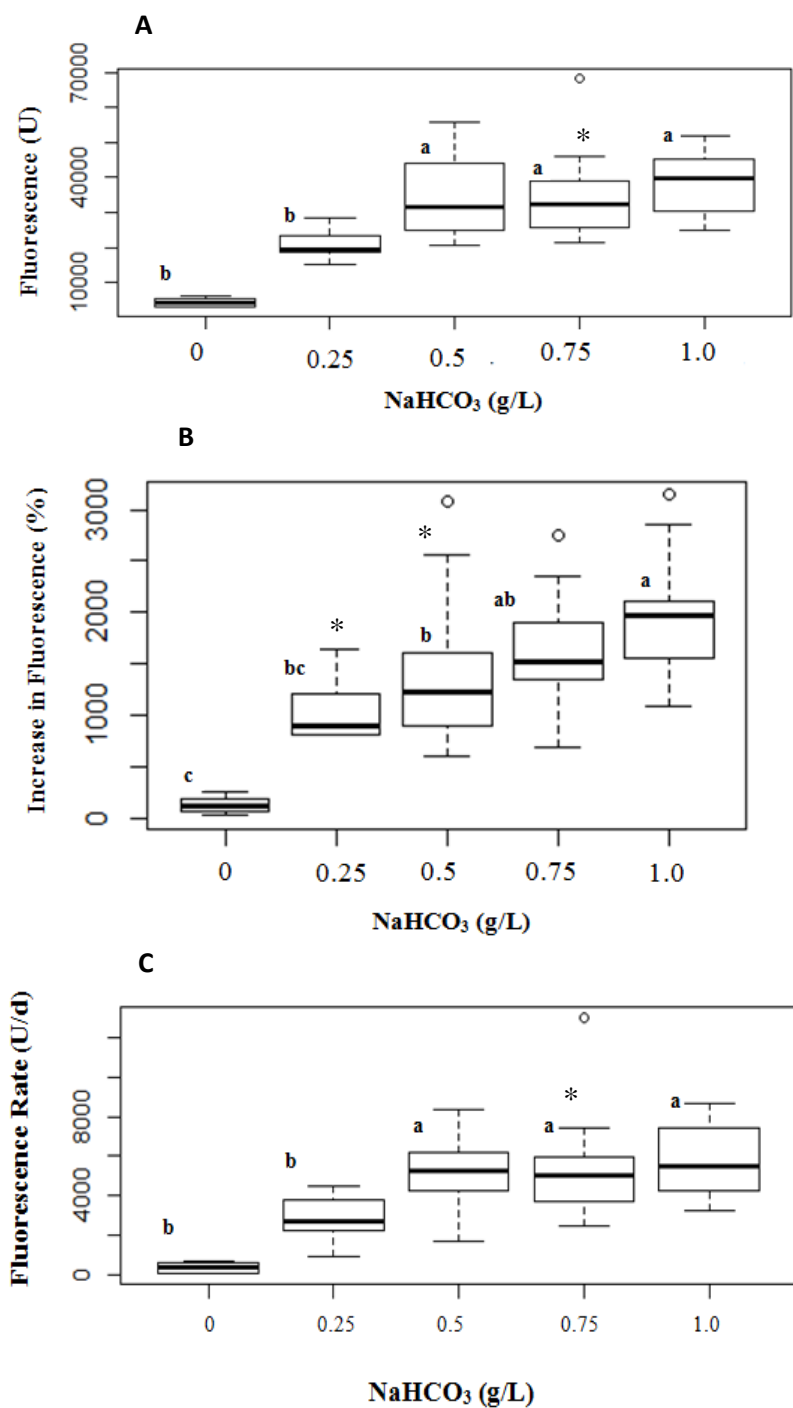 A
Fluorescence (U)
70000
40000
10000
b
b
a
a
*
a
0 0.25 0.5 0.75 1.0
NaHCO₃ (g/L)
B
Increase in Fluorescence (%)
3000
2000
1000
0
c
bc
*
b
*
ab
a
0 0.25 0.5 0.75 1.0
NaHCO₃ (g/L)
C
Fluorescence Rate (U/d)
8000
4000
0
b
b
a
a
*
a
0 0.25 0.5 0.75 1.0
NaHCO₃ (g/L)